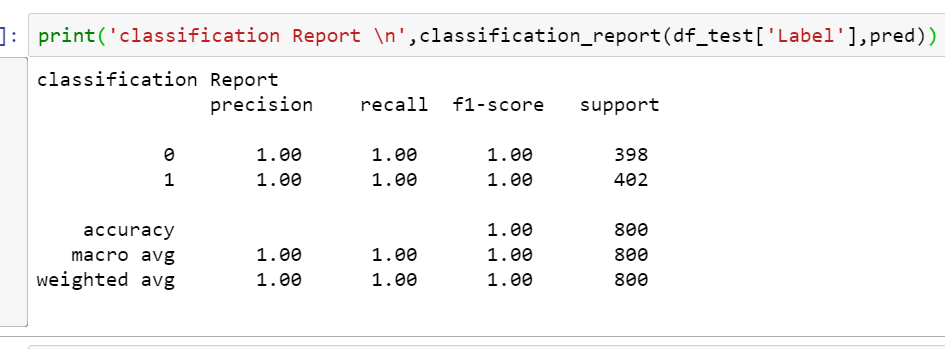 ]: print('classification Report \n',classification_report(df_test['Label'],pred))
classification Report
precision recall f1-score support
0 1.00 1.00 1.00 398
1 1.00 1.00 1.00 402
accuracy 1.00 800
macro avg 1.00 1.00 1.00 800
weighted avg 1.00 1.00 1.00 800